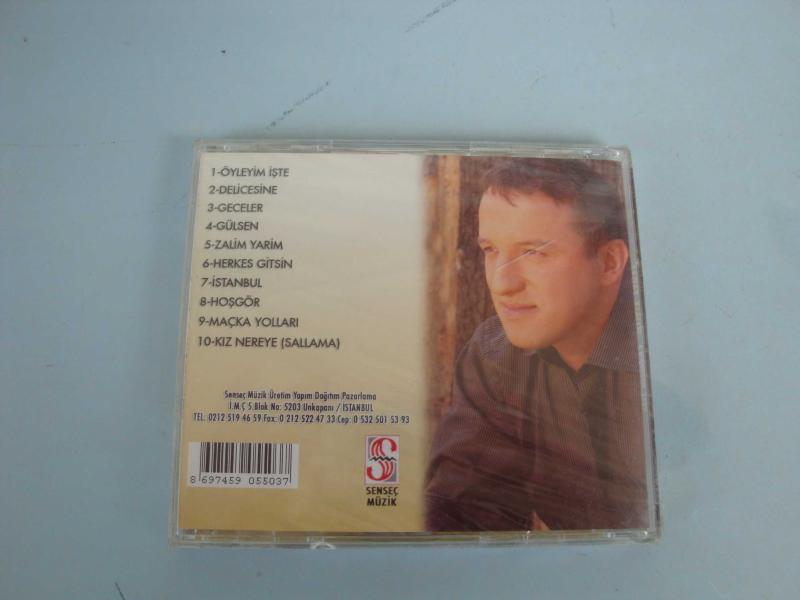 1-ÖYLEYİM İŞTE
2-DELİCESİNE
3-GECELER
4-GÜLSEN
5-ZALİM YARİM
6-HERKES GİTSİN
7-İSTANBUL
8-HOŞGÖR
9-MAÇKA YOLLARI
10-KIZ NEREYE (SALLAMA)
Senseç Müzik Üretim Yapım Dağıtım Pazarlama
İ.M.Ç 5 Blok No: 5203 Unkapanı / İSTANBUL
TEL: 0212 519 46 59 Fax: 0 212 522 47 33 Cep: 0 532 501 53 93
8 697459 055037
SENSEÇ
MÜZİK